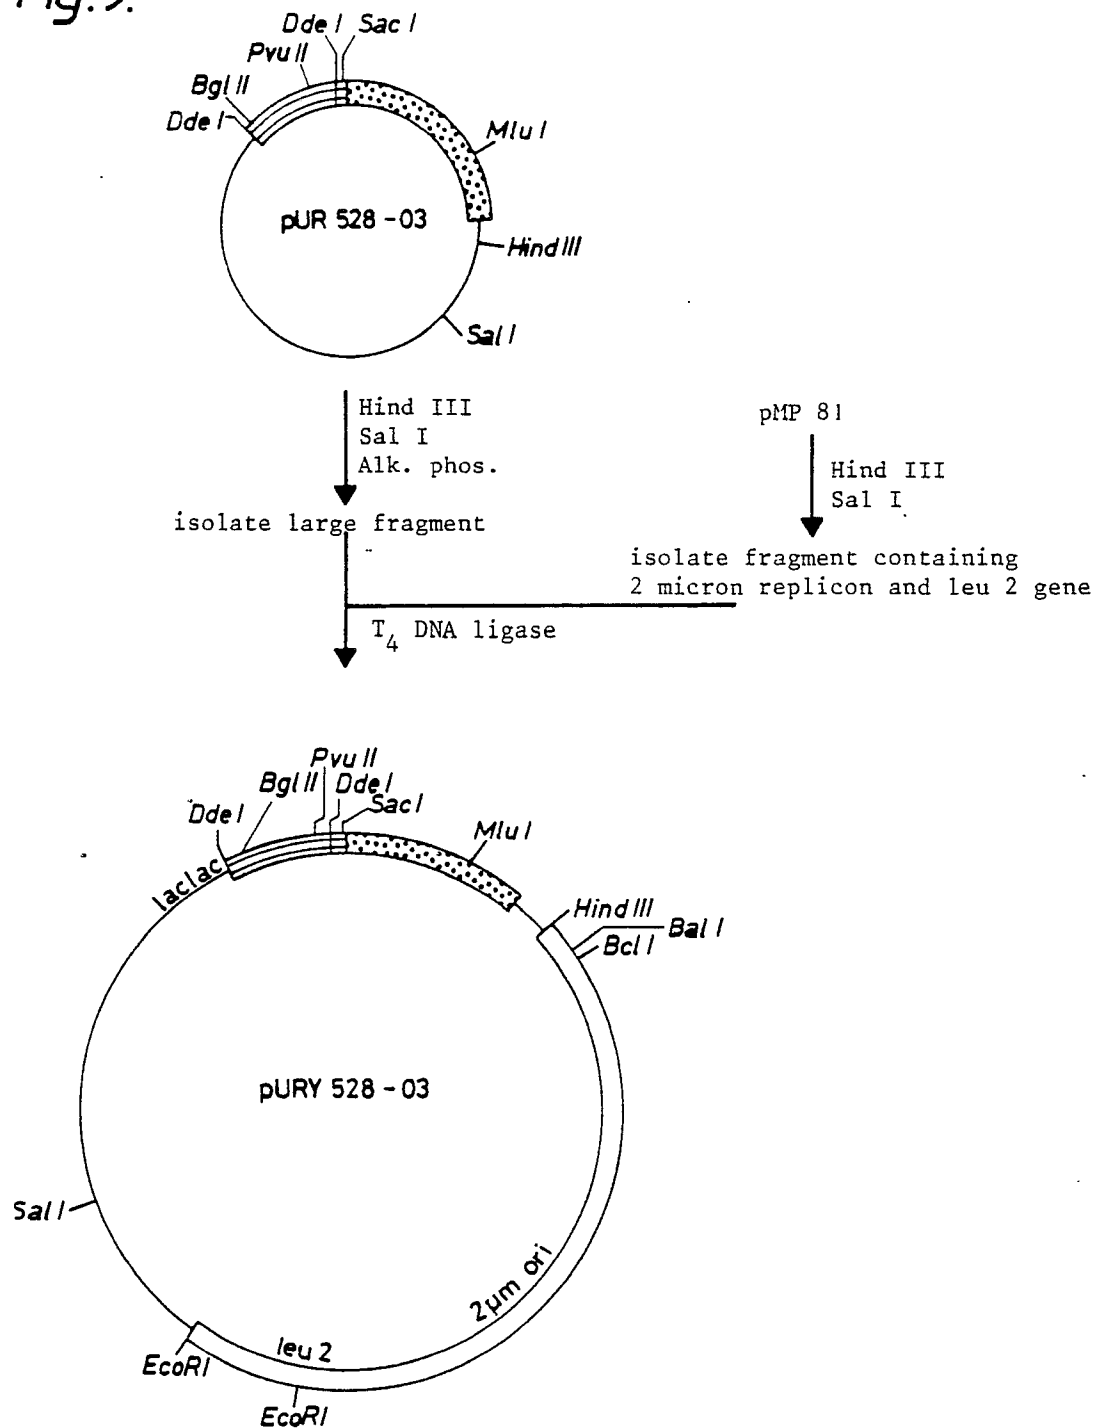 Fig. 9.
Dde I Sac I
Pvu II
Bgl II
Dde I
Mlu I
pUR 528-03
Hind III
Sal I
Hind III
Sal I
Alk. phos.
pMP 81
Hind III
Sal I
isolate large fragment
isolate fragment containing
2 micron replicon and leu 2 gene
T4 DNA ligase
Pvu II
Bgl II Dde I
Dde I Sac I
Mlu I
laclac
Hind III
Bal I
Bcl I
pURY 528-03
Sal I
2μm ori
leu 2
EcoRI
EcoRI